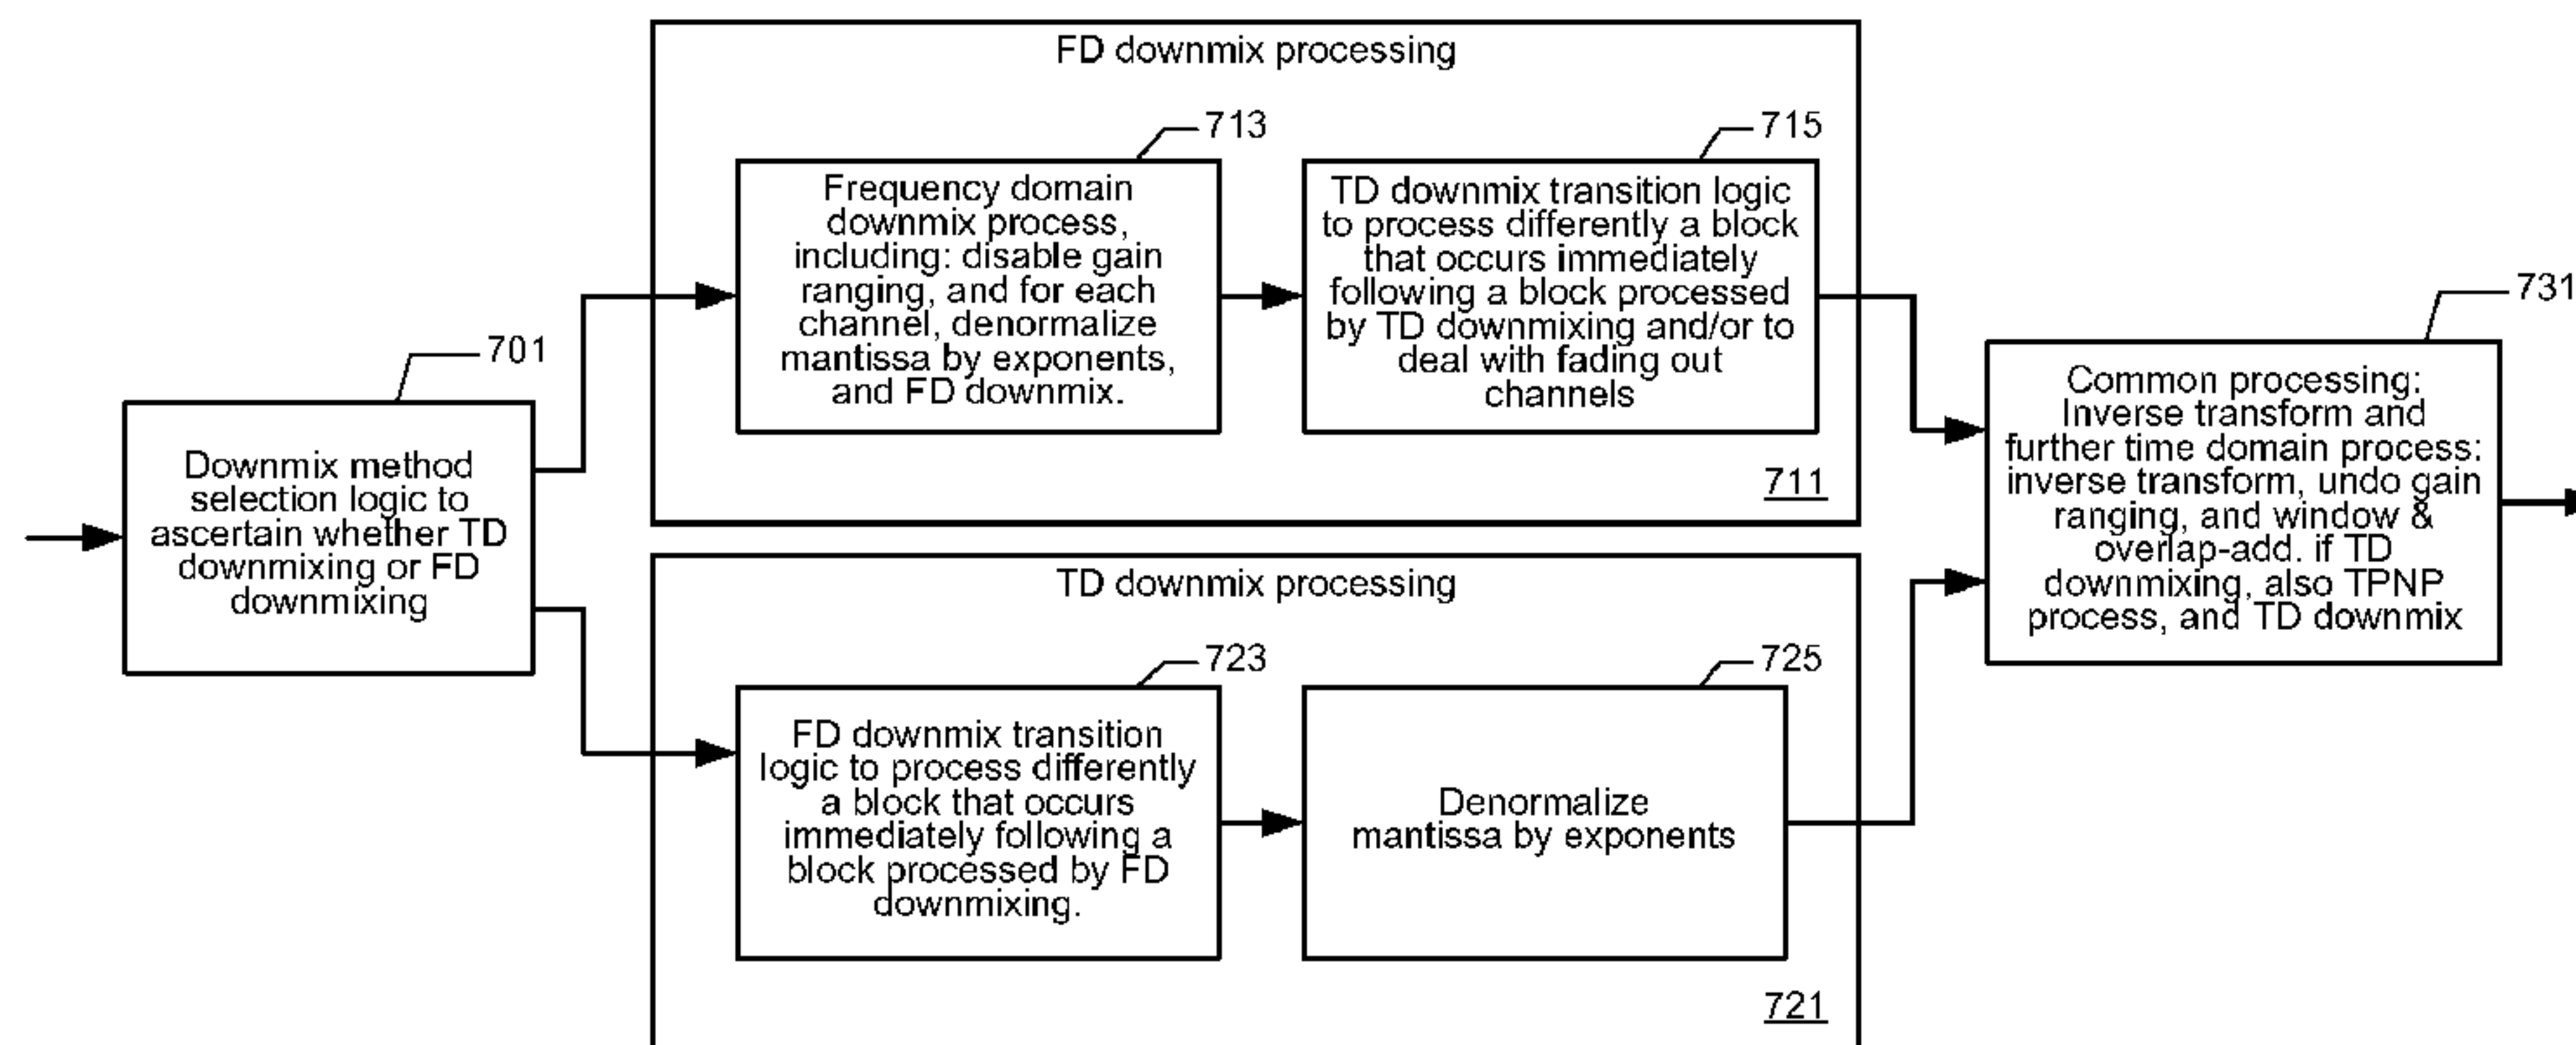 FD downmix processing
713
715
Frequency domain
downmix process,
including: disable gain
ranging, and for each
channel, denormalize
mantissa by exponents,
and FD downmix.
TD downmix transition logic
to process differently a block
that occurs immediately
following a block processed
by TD downmixing and/or to
deal with fading out
channels
711
701
Downmix method
selection logic to
ascertain whether TD
downmixing or FD
downmixing
731
Common processing:
Inverse transform and
further time domain process:
inverse transform, undo gain
ranging, and window &
overlap-add. if TD
downmixing, also TPNP
process, and TD downmix
TD downmix processing
723
725
FD downmix transition
logic to process differently
a block that occurs
immediately following a
block processed by FD
downmixing.
Denormalize
mantissa by exponents
721